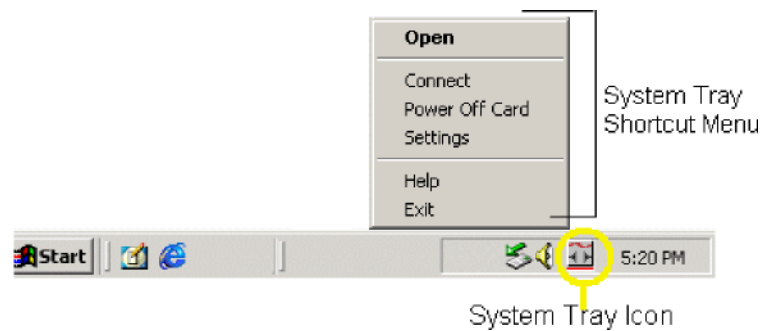 Open
Connect
Power Off Card
Settings
Help
Exit
System Tray
Shortcut Menu
Start
5:20 PM
System Tray Icon